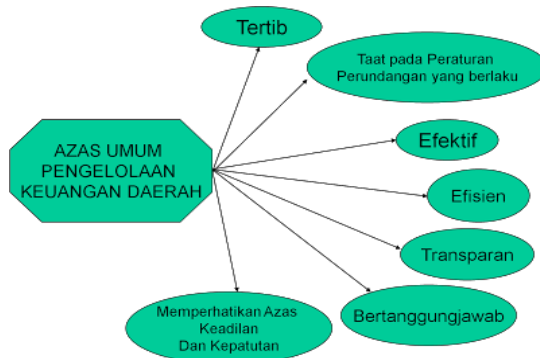 Tertib
Taat pada Peraturan
Perundangan yang berlaku
AZAS UMUM
PENGELOLAAN
KEUANGAN DAERAH
Efektif
Efisien
Transparan
Bertanggungjawab
Memperhatikan Azas
Keadilan
Dan Kepatutan